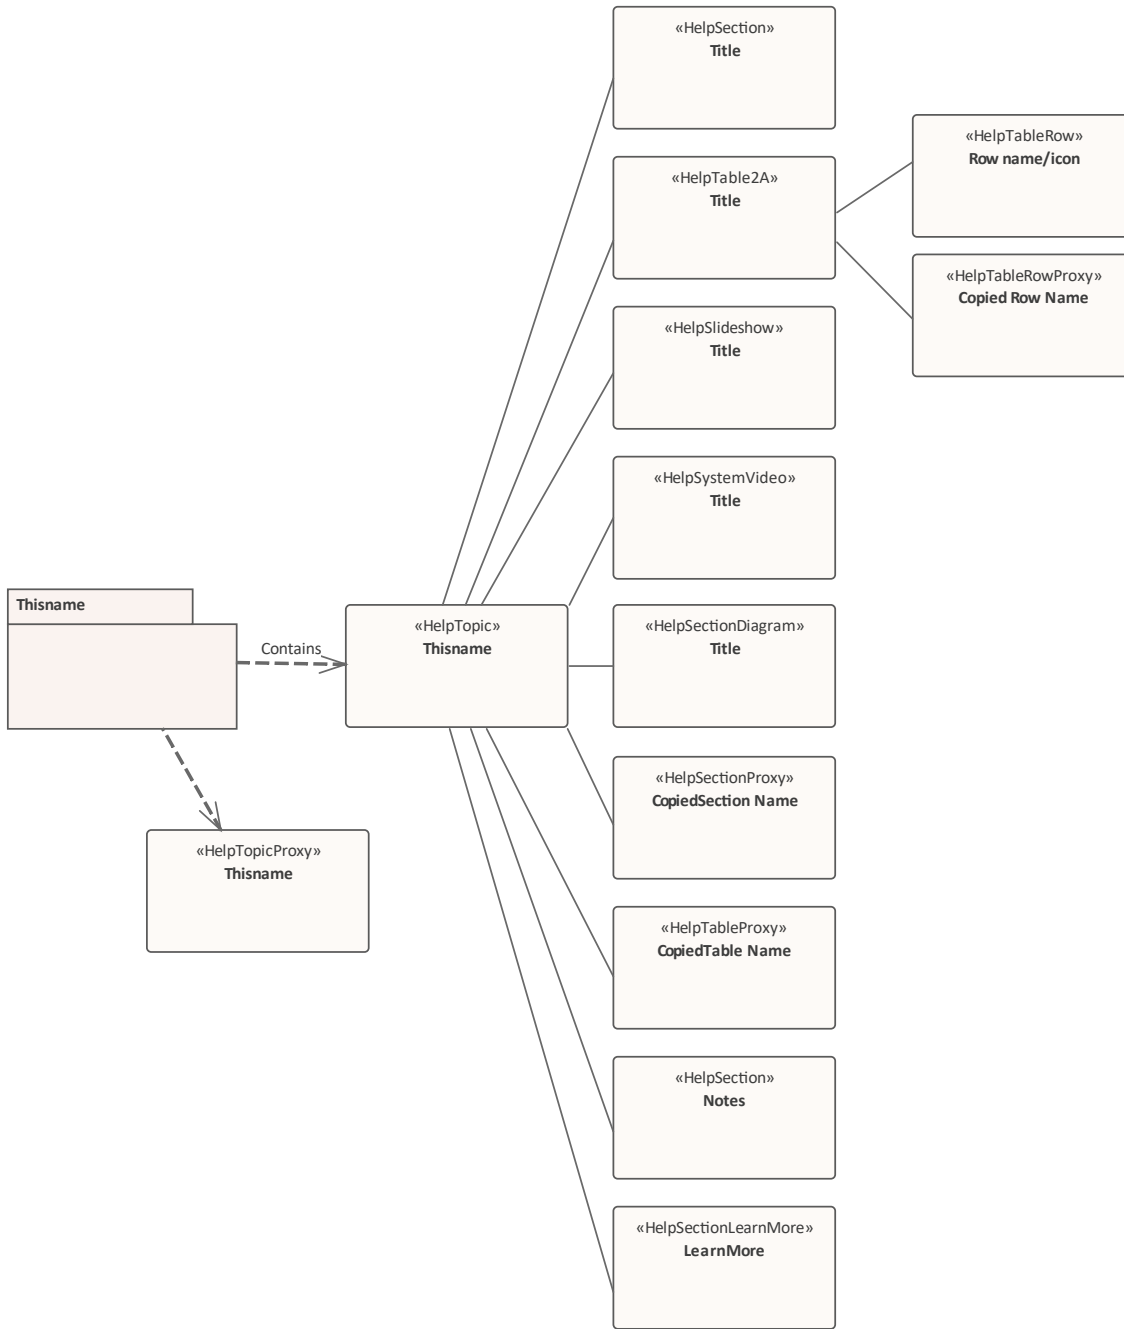 «HelpSection»
Title
«HelpTableRow»
Row name/icon
«HelpTable2A»
Title
«HelpTableRowProxy»
Copied Row Name
«HelpSlideshow»
Title
«HelpSystemVideo»
Title
Thisname
Contains
«HelpTopic»
Thisname
«HelpSectionDiagram»
Title
«HelpSectionProxy»
CopiedSection Name
«HelpTopicProxy»
Thisname
«HelpTableProxy»
CopiedTable Name
«HelpSection»
Notes
«HelpSectionLearnMore»
LearnMore